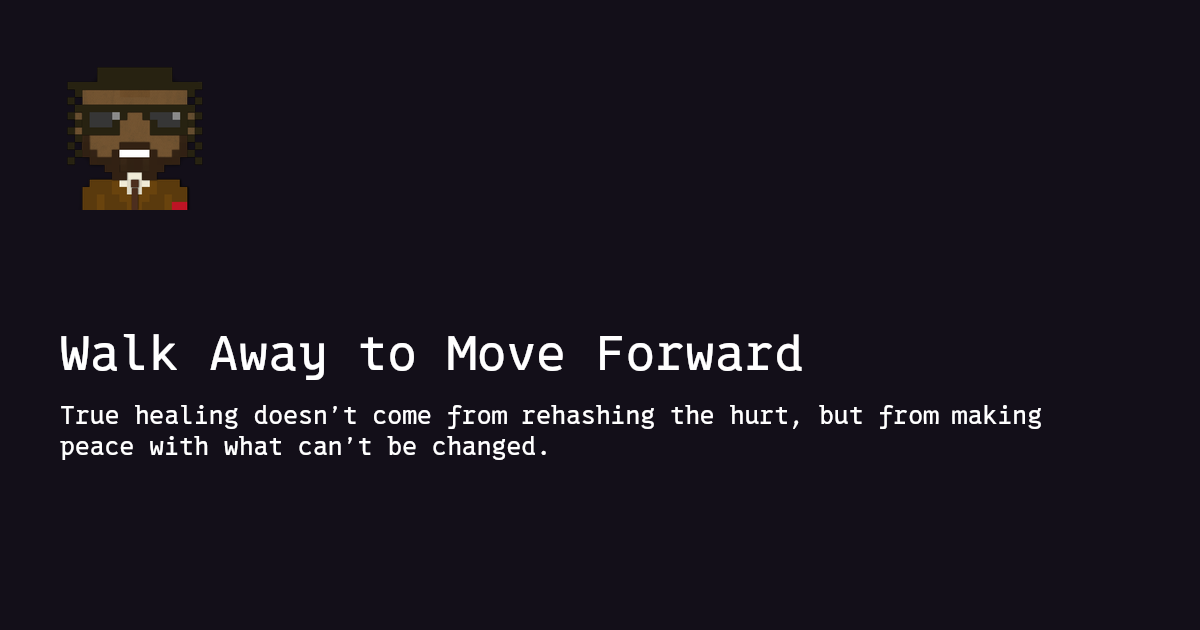 Walk Away to Move Forward
True healing doesn’t come from rehashing the hurt, but from making
peace with what can’t be changed.